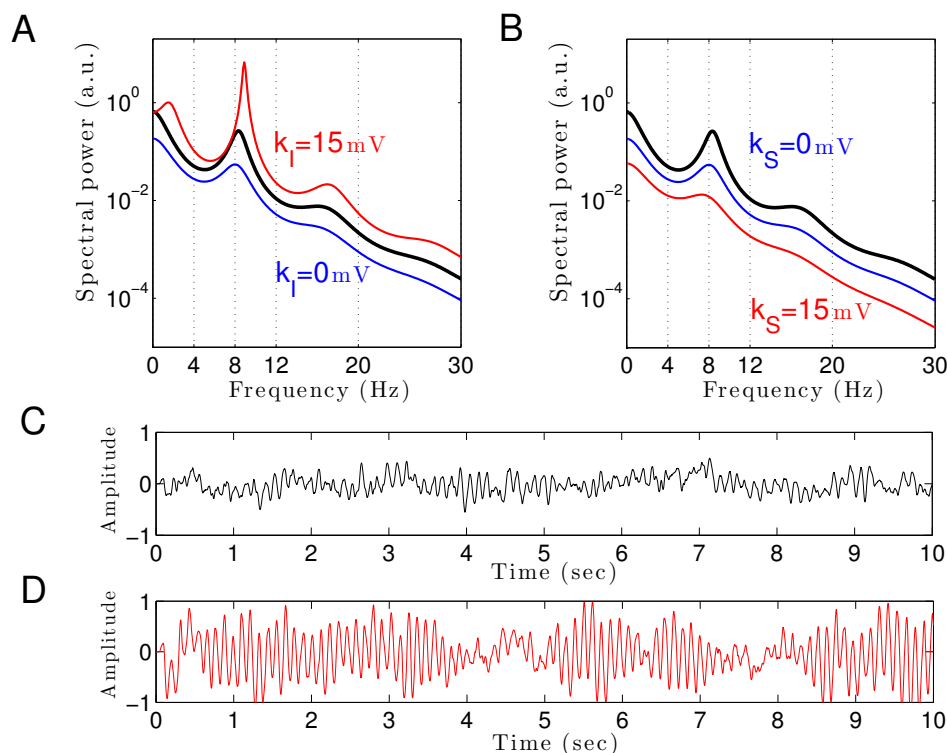 A
Spectral power (a.u.)
10^0
10^−2
10^−4
k_I=15 mV
k_I=0 mV
0 4 8 12 20 30
Frequency (Hz)
B
Spectral power (a.u.)
10^0
10^−2
10^−4
k_S=0 mV
k_S=15 mV
0 4 8 12 20 30
Frequency (Hz)
C
Amplitude
1
0
−1
0 1 2 3 4 5 6 7 8 9 10
Time (sec)
D
Amplitude
1
0
−1
0 1 2 3 4 5 6 7 8 9 10
Time (sec)